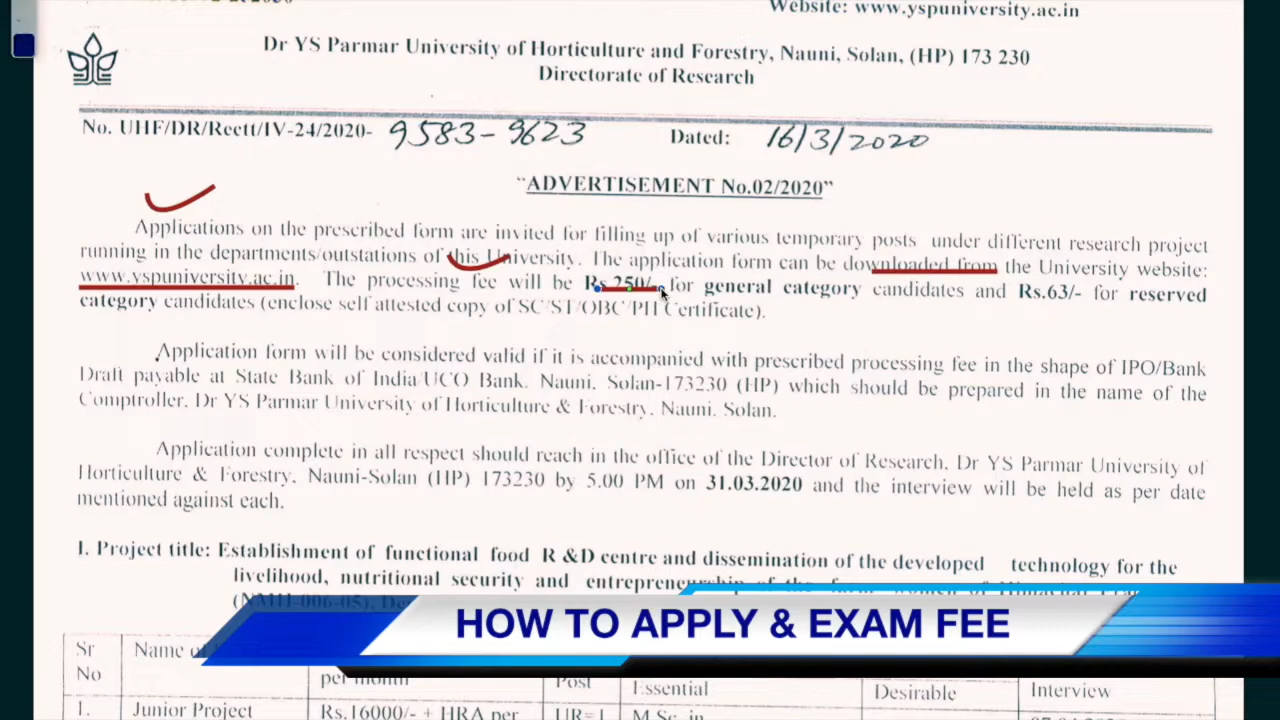 Website: www.yspuniversity.ac.in
Dr YS Parmar University of Horticulture and Forestry, Nauni, Solan, (HP) 173 230
Directorate of Research
No. UHF/DR/Rectt/IV-24/2020- 9583-9623 Dated: 16/3/2020
"ADVERTISEMENT No.02/2020"
Applications on the prescribed form are invited for filling up of various temporary posts under different research project
running in the departments/outstations of this University. The application form can be downloaded from the University website:
www.yspuniversity.ac.in. The processing fee will be Rs.250/- for general category candidates and Rs.63/- for reserved
category candidates (enclose self attested copy of SC/ST/OBC/PH Certificate).
Application form will be considered valid if it is accompanied with prescribed processing fee in the shape of IPO/Bank
Draft payable at State Bank of India/UCO Bank, Nauni, Solan-173230 (HP) which should be prepared in the name of the
Comptroller, Dr YS Parmar University of Horticulture & Forestry, Nauni, Solan.
Application complete in all respect should reach in the office of the Director of Research, Dr YS Parmar University of
Horticulture & Forestry, Nauni-Solan (HP) 173230 by 5.00 PM on 31.03.2020 and the interview will be held as per date
mentioned against each.
I. Project title: Establishment of functional food R &D centre and dissemination of the developed technology for the
livelihood, nutritional security and entrepreneurship of the
HOW TO APPLY & EXAM FEE
Sr
No
Name of
per month
Post
Essential
Desirable
Interview
1. Junior Project Rs.16000/- + HRA per UR=1 M.Sc. in